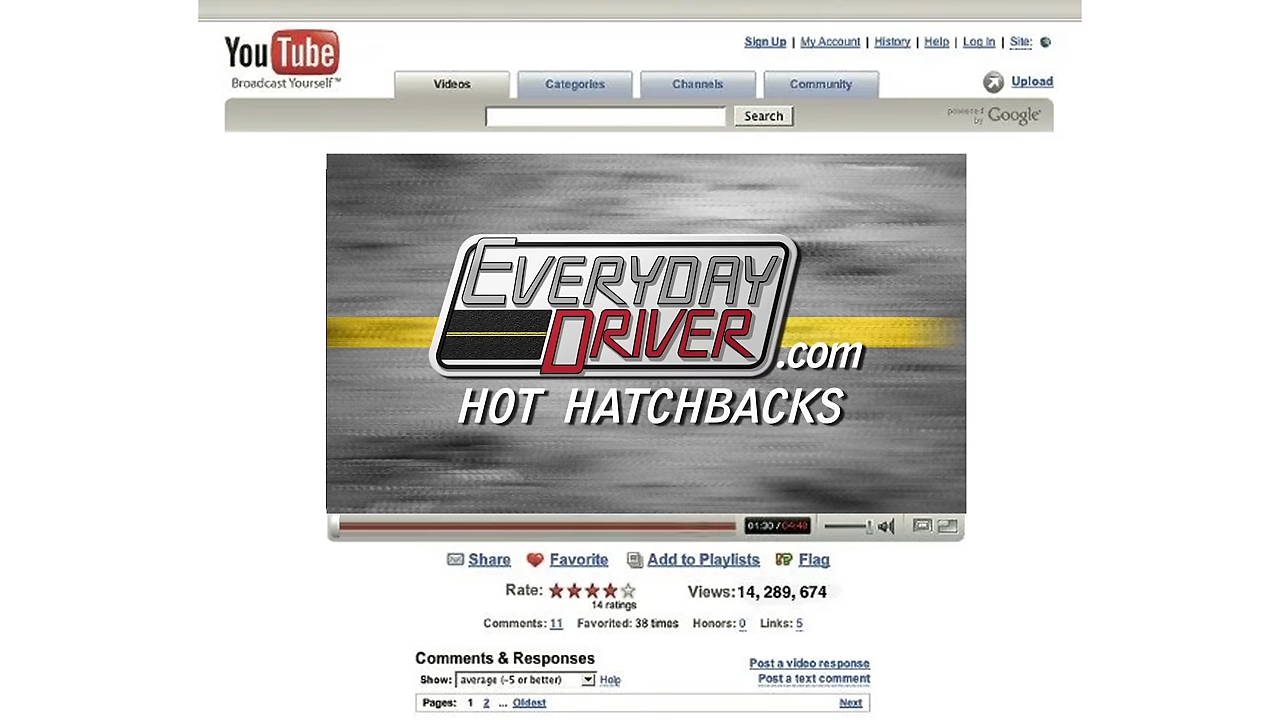 YouTube
Broadcast Yourself™
Sign Up | My Account | History | Help | Log In | Site:
Videos Categories Channels Community
Upload
Search
powered by Google
EVERYDAY
DRIVER
.com
HOT HATCHBACKS
01:30 / 04:40
Share Favorite Add to Playlists Flag
Rate: Views:14, 289, 674
14 ratings
Comments: 11 Favorited: 38 times Honors: 0 Links: 5
Comments & Responses
Post a video response
Show: average (-5 or better) Help
Post a text comment
Pages: 1 2 ... Oldest Next